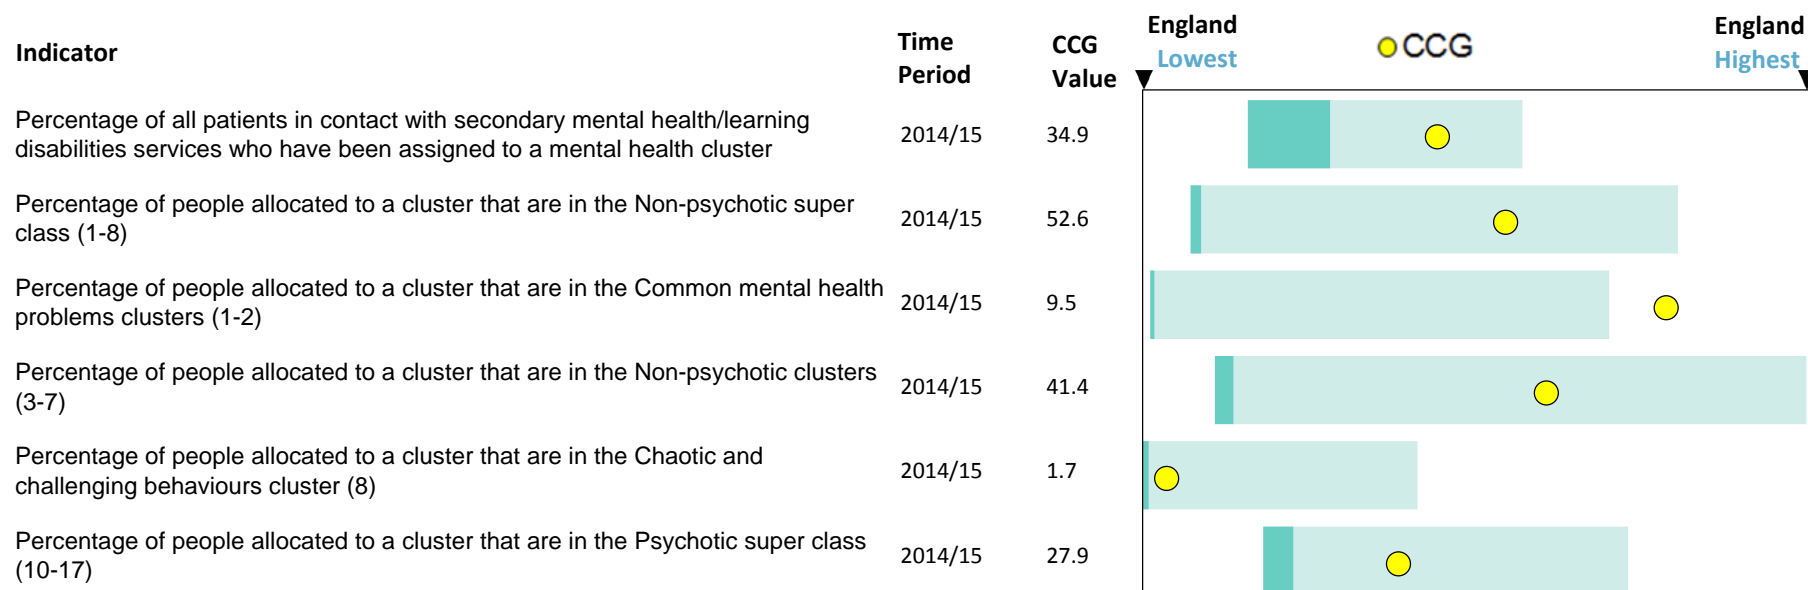 Indicator
Time Period
CCG Value
England Lowest
CCG
England Highest
Percentage of all patients in contact with secondary mental health/learning
disabilities services who have been assigned to a mental health cluster
2014/15
34.9
Percentage of people allocated to a cluster that are in the Non-psychotic super
class (1-8)
2014/15
52.6
Percentage of people allocated to a cluster that are in the Common mental health
problems clusters (1-2)
2014/15
9.5
Percentage of people allocated to a cluster that are in the Non-psychotic clusters
(3-7)
2014/15
41.4
Percentage of people allocated to a cluster that are in the Chaotic and
challenging behaviours cluster (8)
2014/15
1.7
Percentage of people allocated to a cluster that are in the Psychotic super class
(10-17)
2014/15
27.9